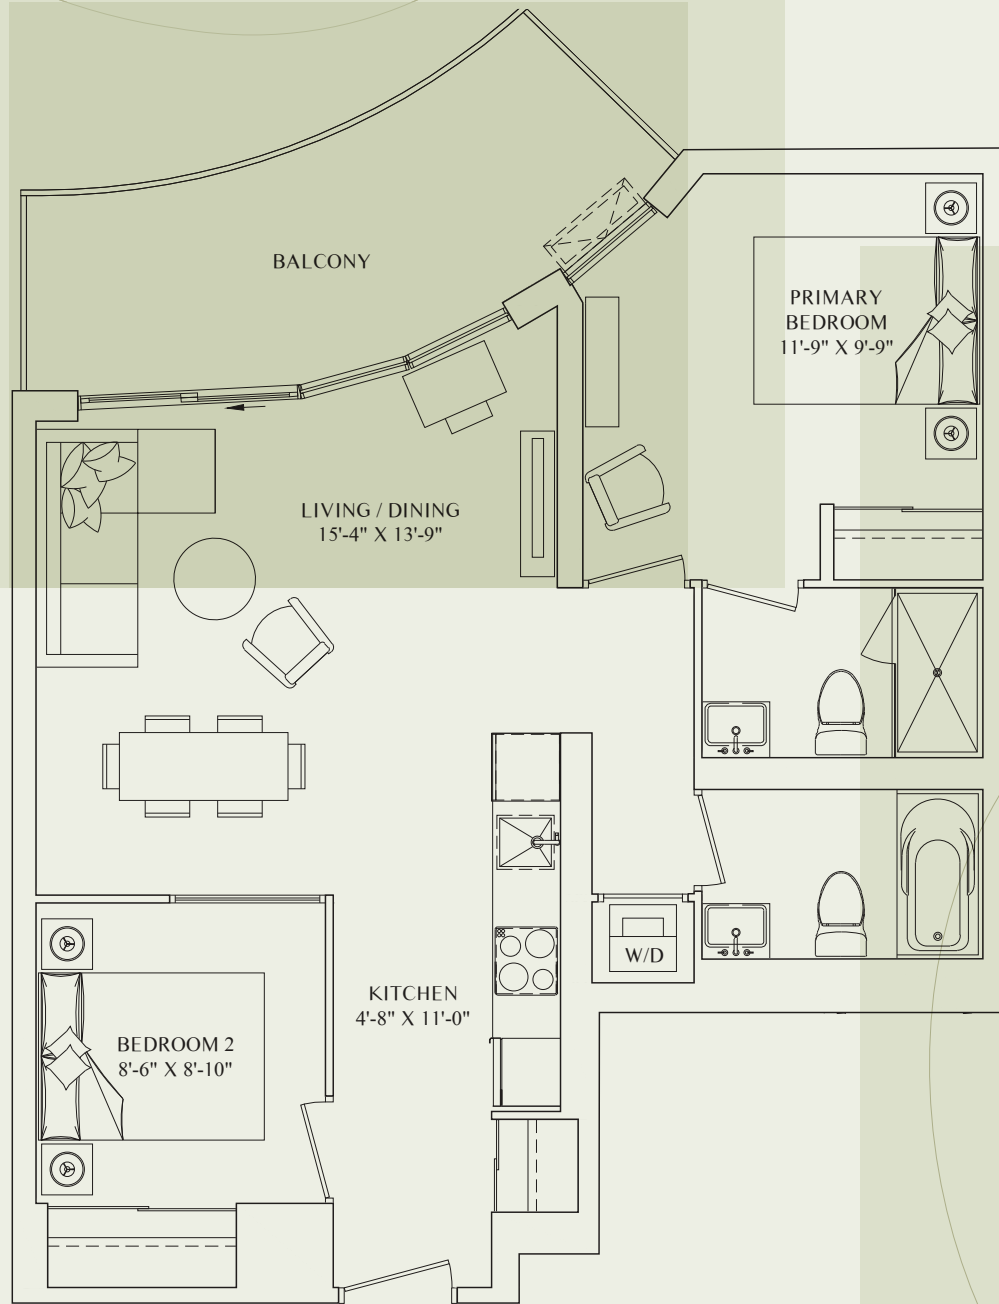 BALCONY
PRIMARY
BEDROOM
11'-9" X 9'-9"
LIVING / DINING
15'-4" X 13'-9"
W/D
KITCHEN
4'-8" X 11'-0"
BEDROOM 2
8'-6" X 8'-10"